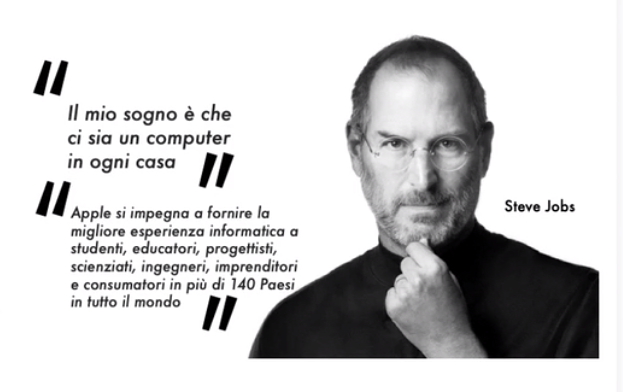 "Il mio sogno è che
ci sia un computer
in ogni casa"
"Apple si impegna a fornire la
migliore esperienza informatica a
studenti, educatori, progettisti,
scienziati, ingegneri, imprenditori
e consumatori in più di 140 Paesi
in tutto il mondo"
Steve Jobs